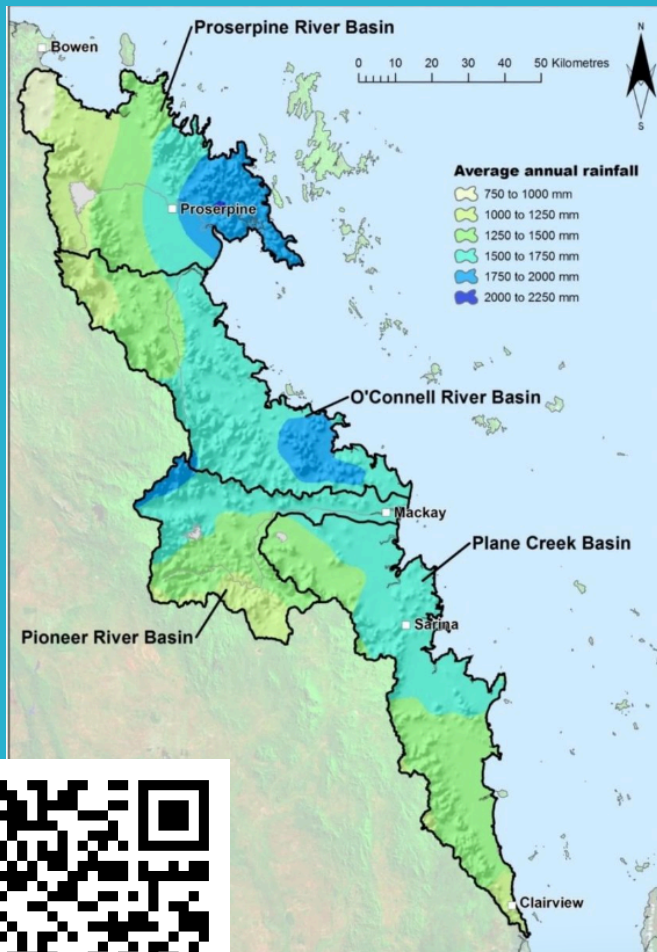 Proserpine River Basin
Bowen
N
0 10 20 30 40 50 Kilometres
S
Average annual rainfall
750 to 1000 mm
1000 to 1250 mm
1250 to 1500 mm
1500 to 1750 mm
1750 to 2000 mm
2000 to 2250 mm
Proserpine
O'Connell River Basin
Mackay
Plane Creek Basin
Sarina
Pioneer River Basin
Clairview